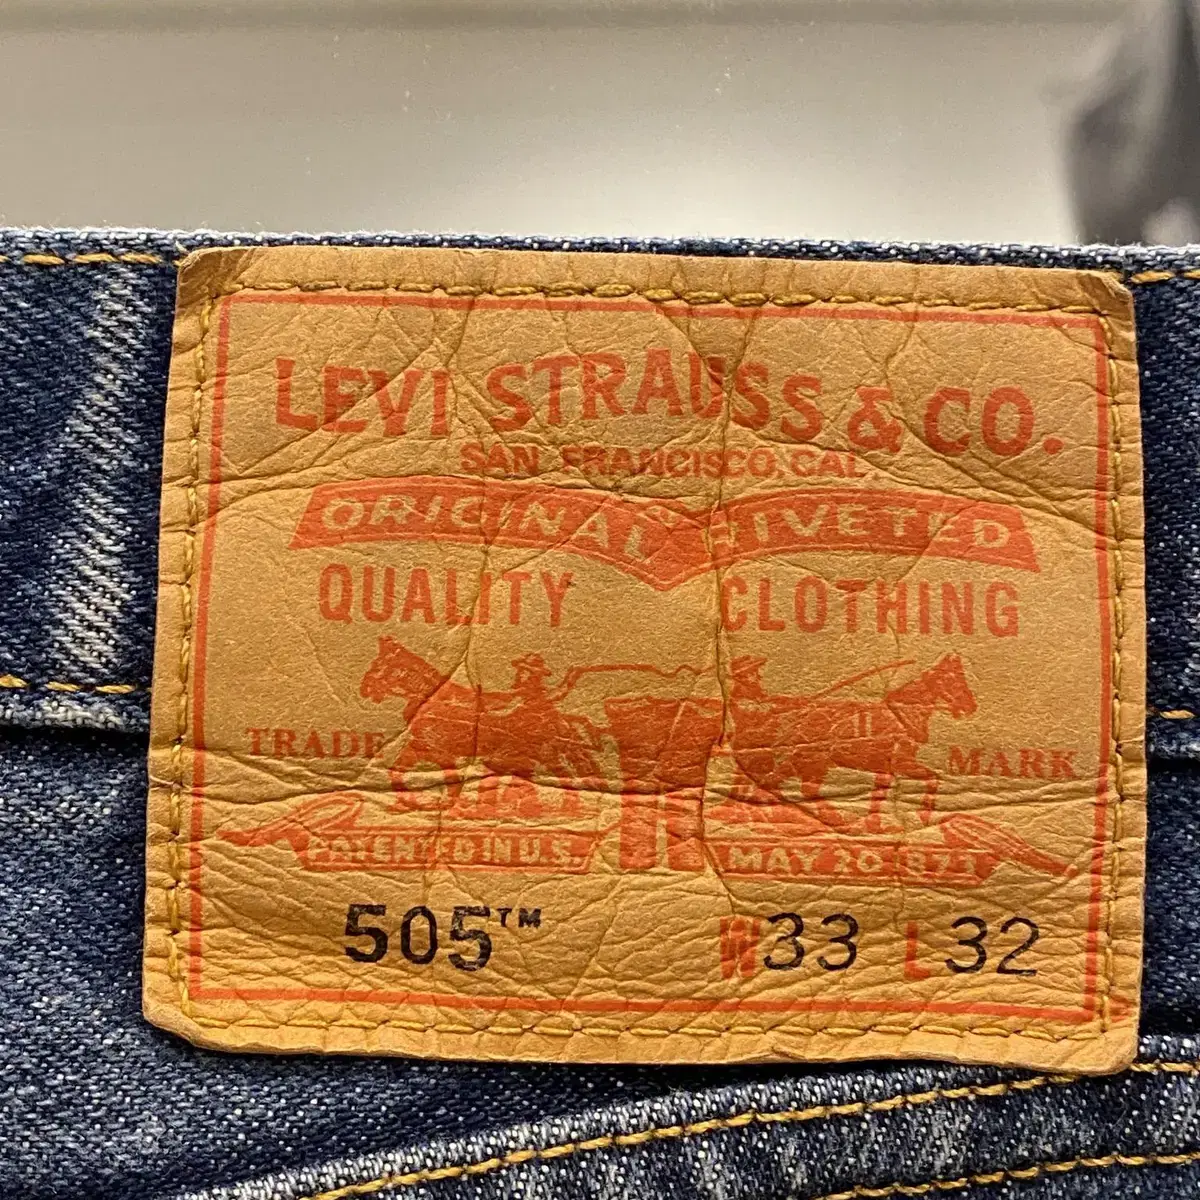 LEVI STRAUSS & CO.
SAN FRANCISCO, CAL.
ORIGINAL RIVETED
QUALITY CLOTHING
TRADE MARK
PATENTED IN U.S. MAY 20 1873
505™ W33 L32